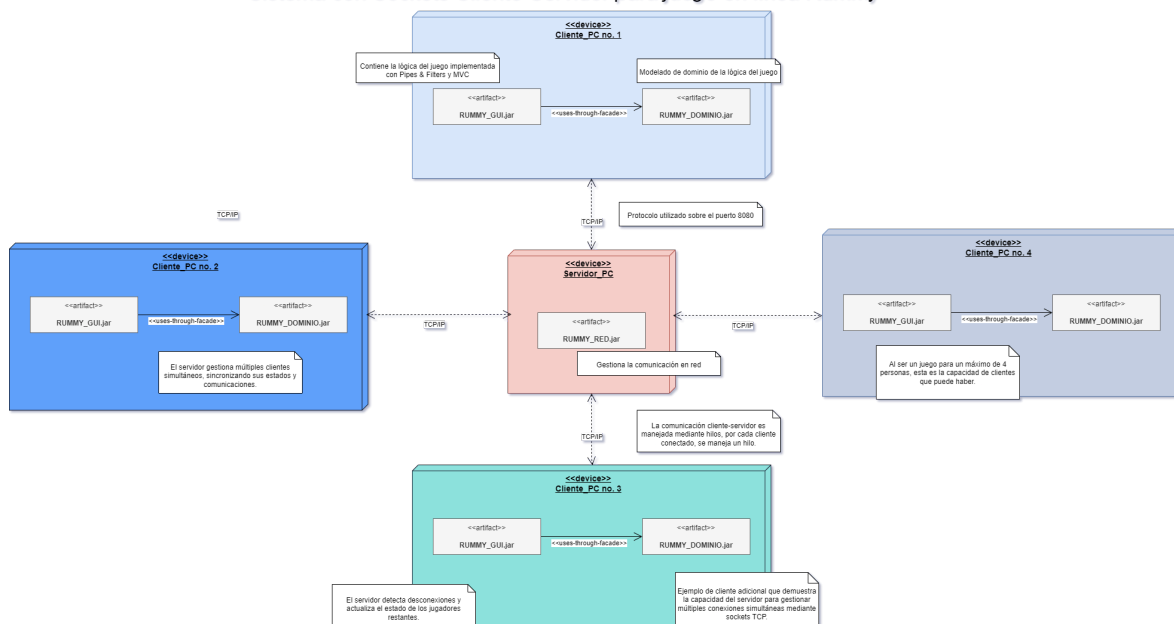 <<device>>
Cliente_PC no. 1
Contiene la lógica del juego implementada
con Pipes & Filters y MVC
Modelado de dominio de la lógica del juego
<<artifact>>
RUMMY_GUI.jar
<<uses-through-facade>>
<<artifact>>
RUMMY_DOMINIO.jar
TCP/IP
TCP/IP
Protocolo utilizado sobre el puerto 8080
<<device>>
Cliente_PC no. 2
<<artifact>>
RUMMY_GUI.jar
<<uses-through-facade>>
<<artifact>>
RUMMY_DOMINIO.jar
El servidor gestiona múltiples clientes
simultáneos, sincronizando sus estados y
comunicaciones.
TCP/IP
<<device>>
Servidor_PC
<<artifact>>
RUMMY_RED.jar
Gestiona la comunicación en red
TCP/IP
<<device>>
Cliente_PC no. 4
<<artifact>>
RUMMY_GUI.jar
<<uses-through-facade>>
<<artifact>>
RUMMY_DOMINIO.jar
Al ser un juego para un máximo de 4
personas, esta es la capacidad de clientes
que puede haber.
TCP/IP
La comunicación cliente-servidor es
manejada mediante hilos, por cada cliente
conectado, se maneja un hilo.
<<device>>
Cliente_PC no. 3
<<artifact>>
RUMMY_GUI.jar
<<uses-through-facade>>
<<artifact>>
RUMMY_DOMINIO.jar
El servidor detecta desconexiones y
actualiza el estado de los jugadores
restantes.
Ejemplo de cliente adicional que demuestra
la capacidad del servidor para gestionar
múltiples conexiones simultáneas mediante
sockets TCP.